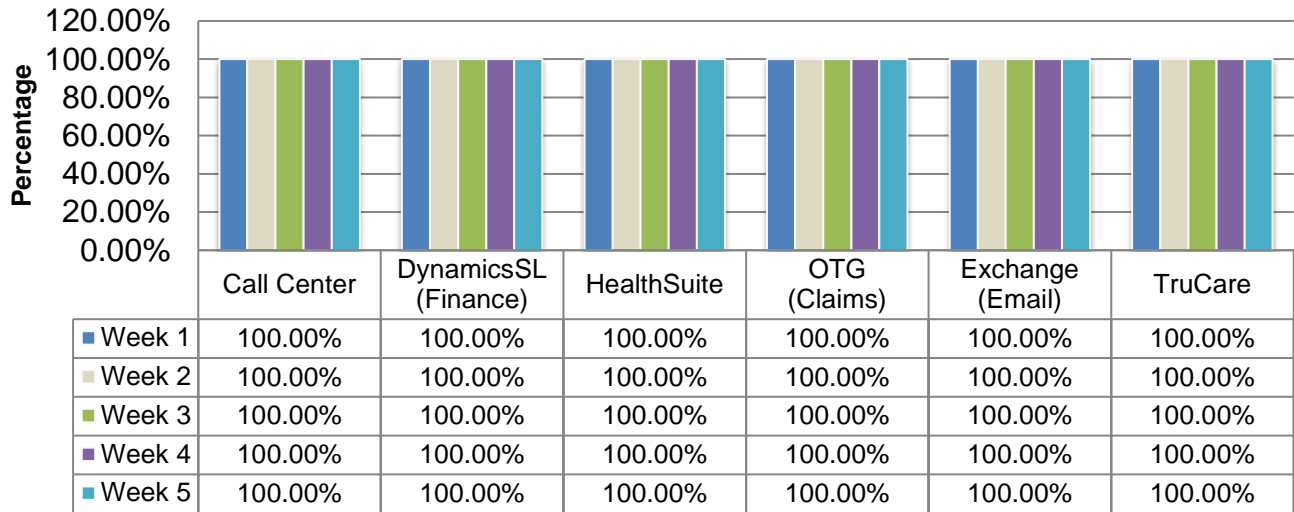 Percentage
120.00%
100.00%
80.00%
60.00%
40.00%
20.00%
0.00%
Call Center DynamicsSL (Finance) HealthSuite OTG (Claims) Exchange (Email) TruCare
Week 1 100.00% 100.00% 100.00% 100.00% 100.00% 100.00%
Week 2 100.00% 100.00% 100.00% 100.00% 100.00% 100.00%
Week 3 100.00% 100.00% 100.00% 100.00% 100.00% 100.00%
Week 4 100.00% 100.00% 100.00% 100.00% 100.00% 100.00%
Week 5 100.00% 100.00% 100.00% 100.00% 100.00% 100.00%